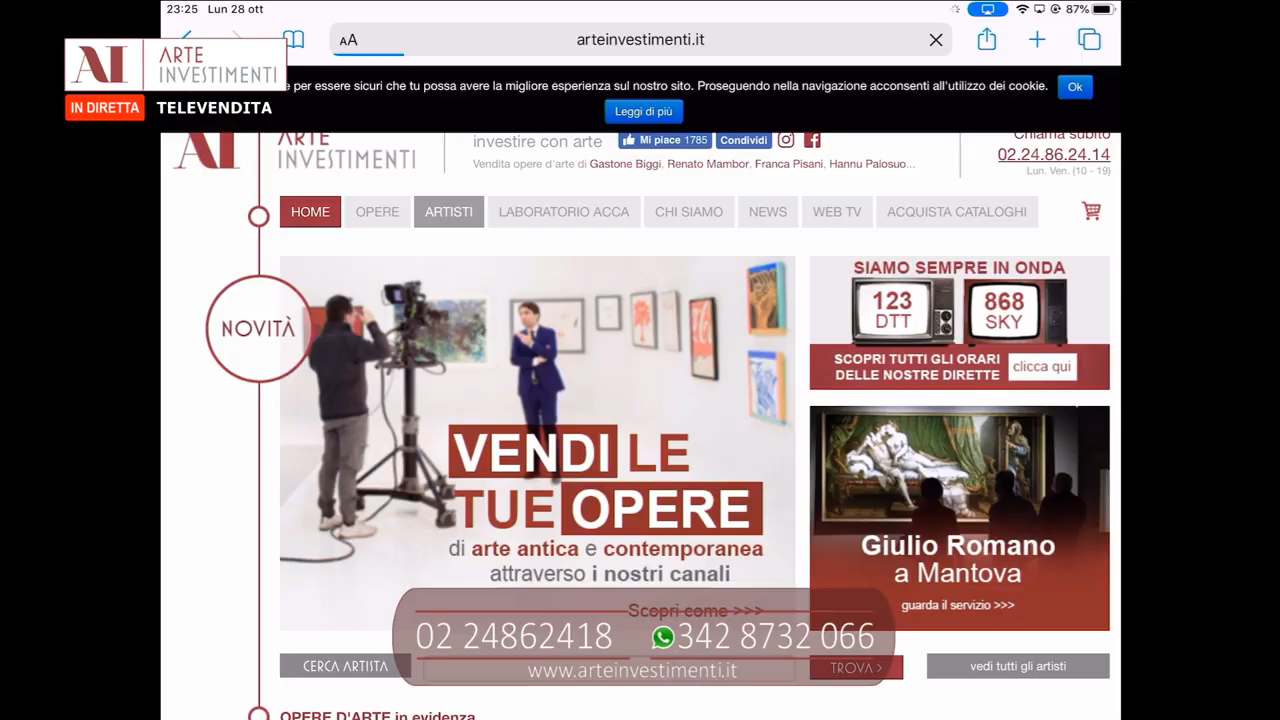 23:25 Lun 28 ott
87%
AA
arteinvestimenti.it
AI ARTE INVESTIMENTI
IN DIRETTA TELEVENDITA
e per essere sicuri che tu possa avere la migliore esperienza sul nostro sito. Proseguendo nella navigazione acconsenti all'utilizzo dei cookie.
Ok
Leggi di più
AI ARTE INVESTIMENTI
investire con arte
Mi piace 1785 Condividi
Vendita opere d'arte di Gastone Biggi, Renato Mambor, Franca Pisani, Hannu Palosuo...
Chiama subito
02.24.86.24.14
Lun. Ven. (10 - 19)
HOME OPERE ARTISTI LABORATORIO ACCA CHI SIAMO NEWS WEB TV ACQUISTA CATALOGHI
NOVITÀ
VENDI LE
TUE OPERE
di arte antica e contemporanea
attraverso i nostri canali
Scopri come >>>
SIAMO SEMPRE IN ONDA
123 DTT
868 SKY
SCOPRI TUTTI GLI ORARI
DELLE NOSTRE DIRETTE
clicca qui
Giulio Romano
a Mantova
guarda il servizio >>>
02 24862418 342 8732 066
www.arteinvestimenti.it
CERCA ARTISTA
TROVA >
vedi tutti gli artisti
OPERE D'ARTE in evidenza